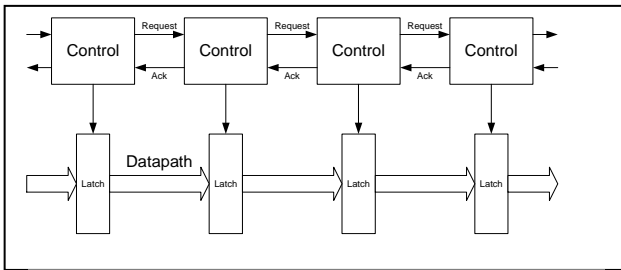 Request Request Request
Control Control Control Control
Ack Ack Ack
Datapath
Latch Latch Latch Latch